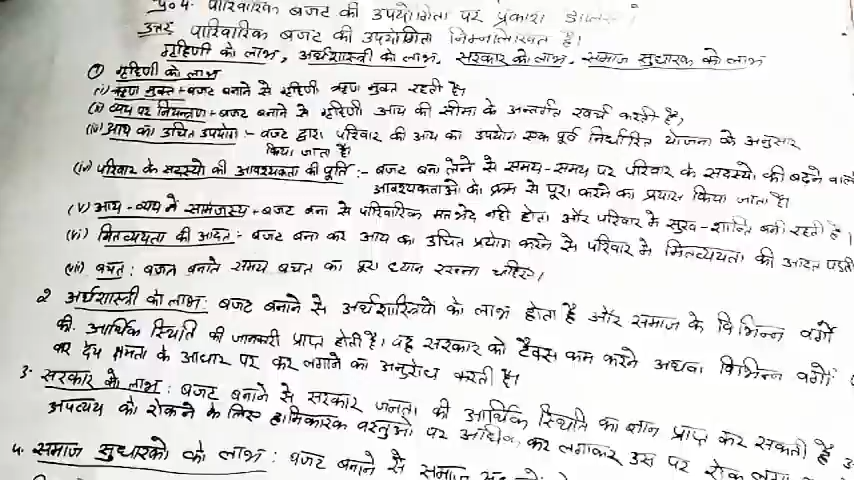 प्र०4. पारिवारिक बजट की उपयोगिता पर प्रकाश
उत्तर पारिवारिक बजट की उपयोगिता निम्नलिखित है।
गृहिणी को लाभ, अर्थशास्त्री को लाभ, सरकार को लाभ, समाज सुधारक को लाभ
① गृहिणी को लाभ
(i) ऋण मुक्त :- बजट बनाने से गृहिणी ऋण मुक्त रहती है।
(ii) व्यय पर नियन्त्रण :- बजट बनाने से गृहिणी आय की सीमा के अन्तर्गत खर्च करती है,
(iii) आय का उचित उपयोग :- बजट द्वारा परिवार की आय का उपयोग एक पूर्व निर्धारित योजना के अनुसार
किया जाता है।
(iv) परिवार के सदस्यो की आवश्यकता की पूर्ति :- बजट बना लेने से समय-समय पर परिवार के सदस्यो की बढ़ने वाले
आवश्यकताओ को क्रम से पूरा करने का प्रयास किया जाता है।
(v) आय-व्यय में सामंजस्य :- बजट बना से पारिवारिक मतभेद नही होता और परिवार मे सुख-शान्ति बनी रहती है।
(vi) मितव्ययता की आदत :- बजट बना कर आय का उचित प्रयोग करने से परिवार मे मितव्ययता की आदत पड़ती
(vii) बचत : बजत बनाते समय बचत का पूरा ध्यान रखना चाहिए।
2 अर्थशास्त्री को लाभ : बजट बनाने से अर्थशास्त्रियो को लाभ होता है और समाज के विभिन्न वर्गो
की आर्थिक स्थिति की जानकारी प्राप्त होती है। यह सरकार को टैक्स कम करने अथवा विभिन्न वर्गो
कर देय क्षमता के आधार पर कर लगाने का अनुरोध करती है।
3. सरकार को लाभ : बजट बनाने से सरकार जनता की आर्थिक स्थिति का ज्ञान प्राप्त कर सकती है
अपव्यय को रोकने के लिए हानिकारक वस्तुओ पर अधिक कर लगाकर उस पर रोक लगा
4. समाज सुधारको को लाभ : बजट बनाने से समाज